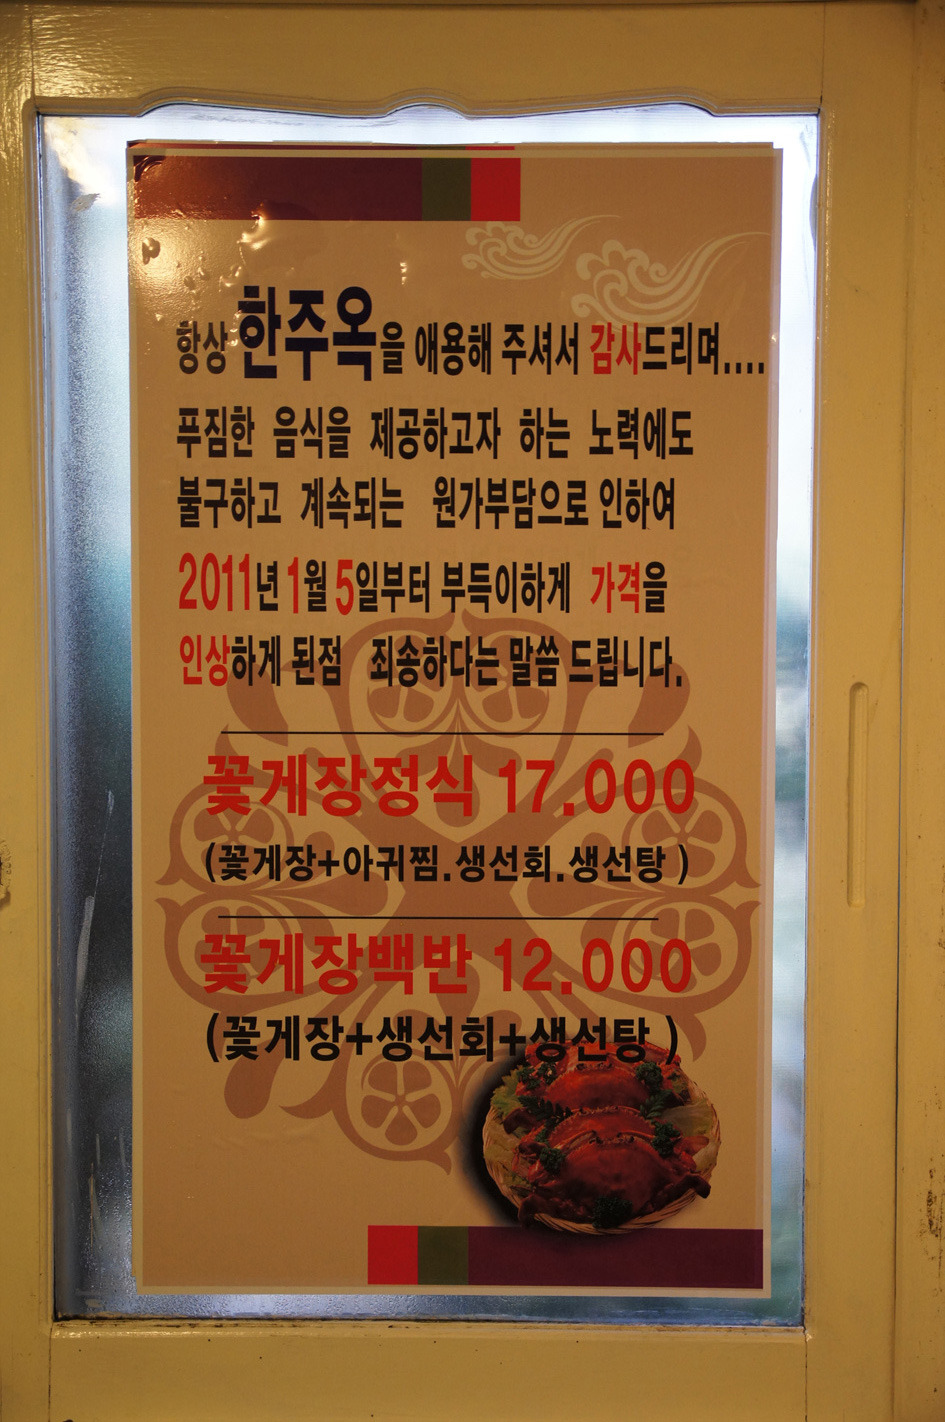 항상 한주옥을 애용해 주셔서 감사드리며....
푸짐한 음식을 제공하고자 하는 노력에도
불구하고 계속되는 원가부담으로 인하여
2011년 1월 5일부터 부득이하게 가격을
인상하게 된점 죄송하다는 말씀 드립니다.
꽃게장정식 17.000
(꽃게장+아귀찜.생선회.생선탕 )
꽃게장백반 12.000
(꽃게장+생선회+생선탕 )